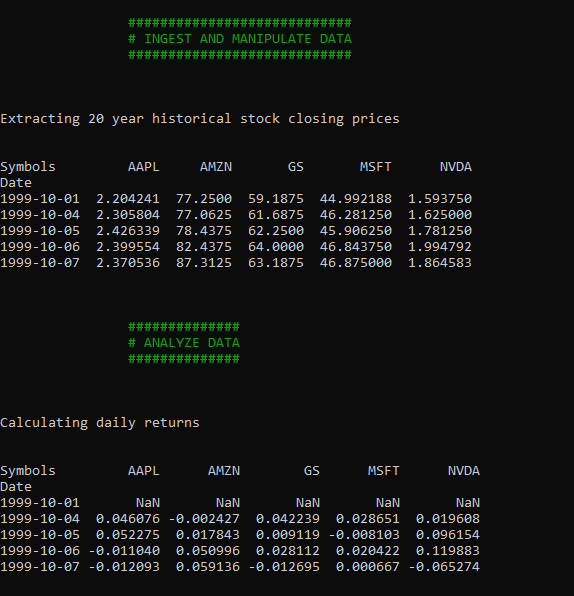 ############################
# INGEST AND MANIPULATE DATA
############################
Extracting 20 year historical stock closing prices
Symbols         AAPL     AMZN       GS       MSFT      NVDA
Date
1999-10-01  2.204241  77.2500  59.1875  44.992188  1.593750
1999-10-04  2.305804  77.0625  61.6875  46.281250  1.625000
1999-10-05  2.426339  78.4375  62.2500  45.906250  1.781250
1999-10-06  2.399554  82.4375  64.0000  46.843750  1.994792
1999-10-07  2.370536  87.3125  63.1875  46.875000  1.864583
##############
# ANALYZE DATA
##############
Calculating daily returns
Symbols         AAPL      AMZN        GS      MSFT      NVDA
Date
1999-10-01       NaN       NaN       NaN       NaN       NaN
1999-10-04  0.046076 -0.002427  0.042239  0.028651  0.019608
1999-10-05  0.052275  0.017843  0.009119 -0.008103  0.096154
1999-10-06 -0.011040  0.050996  0.028112  0.020422  0.119883
1999-10-07 -0.012093  0.059136 -0.012695  0.000667 -0.065274